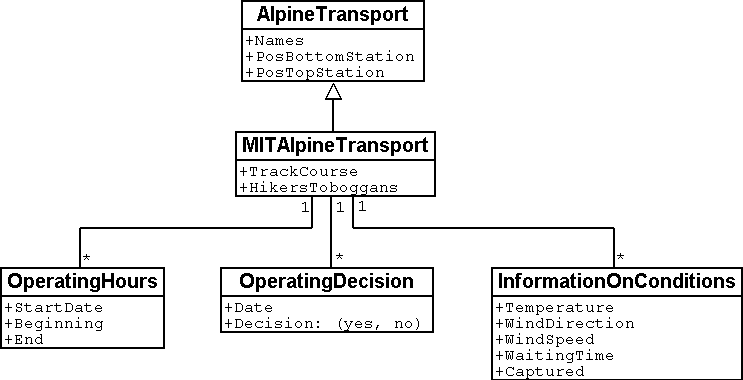 AlpineTransport
+Names
+PosBottomStation
+PosTopStation
MITAlpineTransport
+TrackCourse
+HikersToboggans
1 1 1
* * *
OperatingHours
+StartDate
+Beginning
+End
OperatingDecision
+Date
+Decision: (yes, no)
InformationOnConditions
+Temperature
+WindDirection
+WindSpeed
+WaitingTime
+Captured